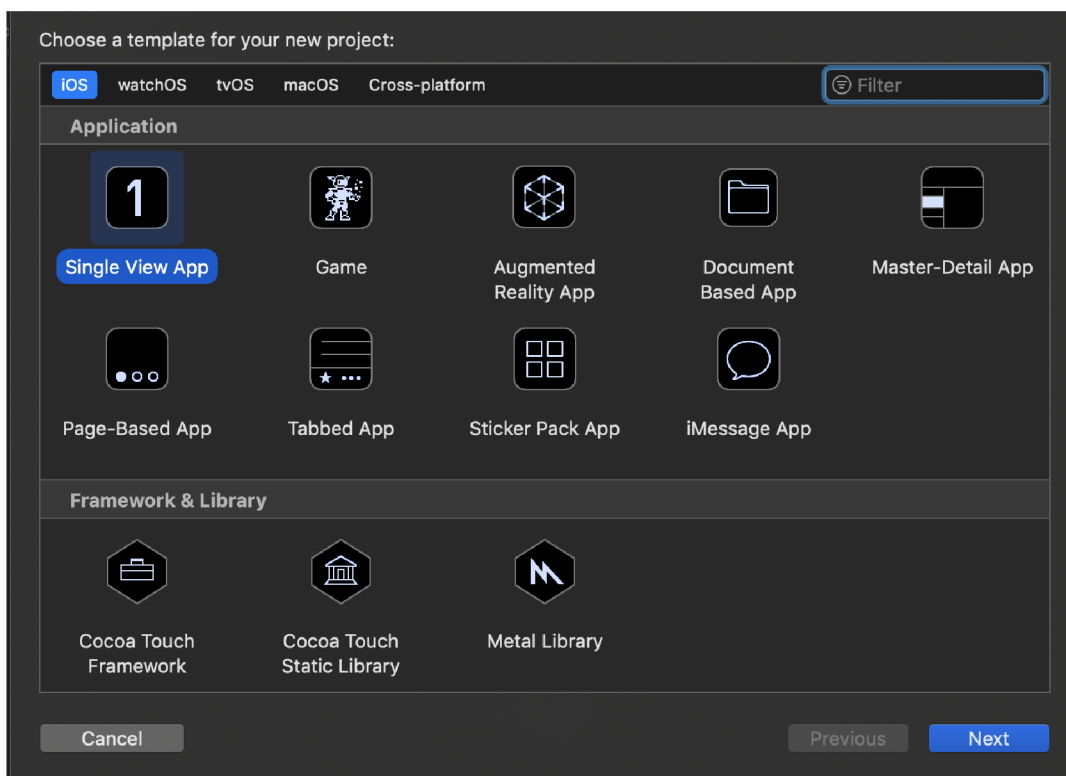 Choose a template for your new project:
iOS watchOS tvOS macOS Cross-platform Filter
Application
1
Single View App Game Augmented Reality App Document Based App Master-Detail App
Page-Based App Tabbed App Sticker Pack App iMessage App
Framework & Library
Cocoa Touch Framework Cocoa Touch Static Library Metal Library
Cancel Previous Next